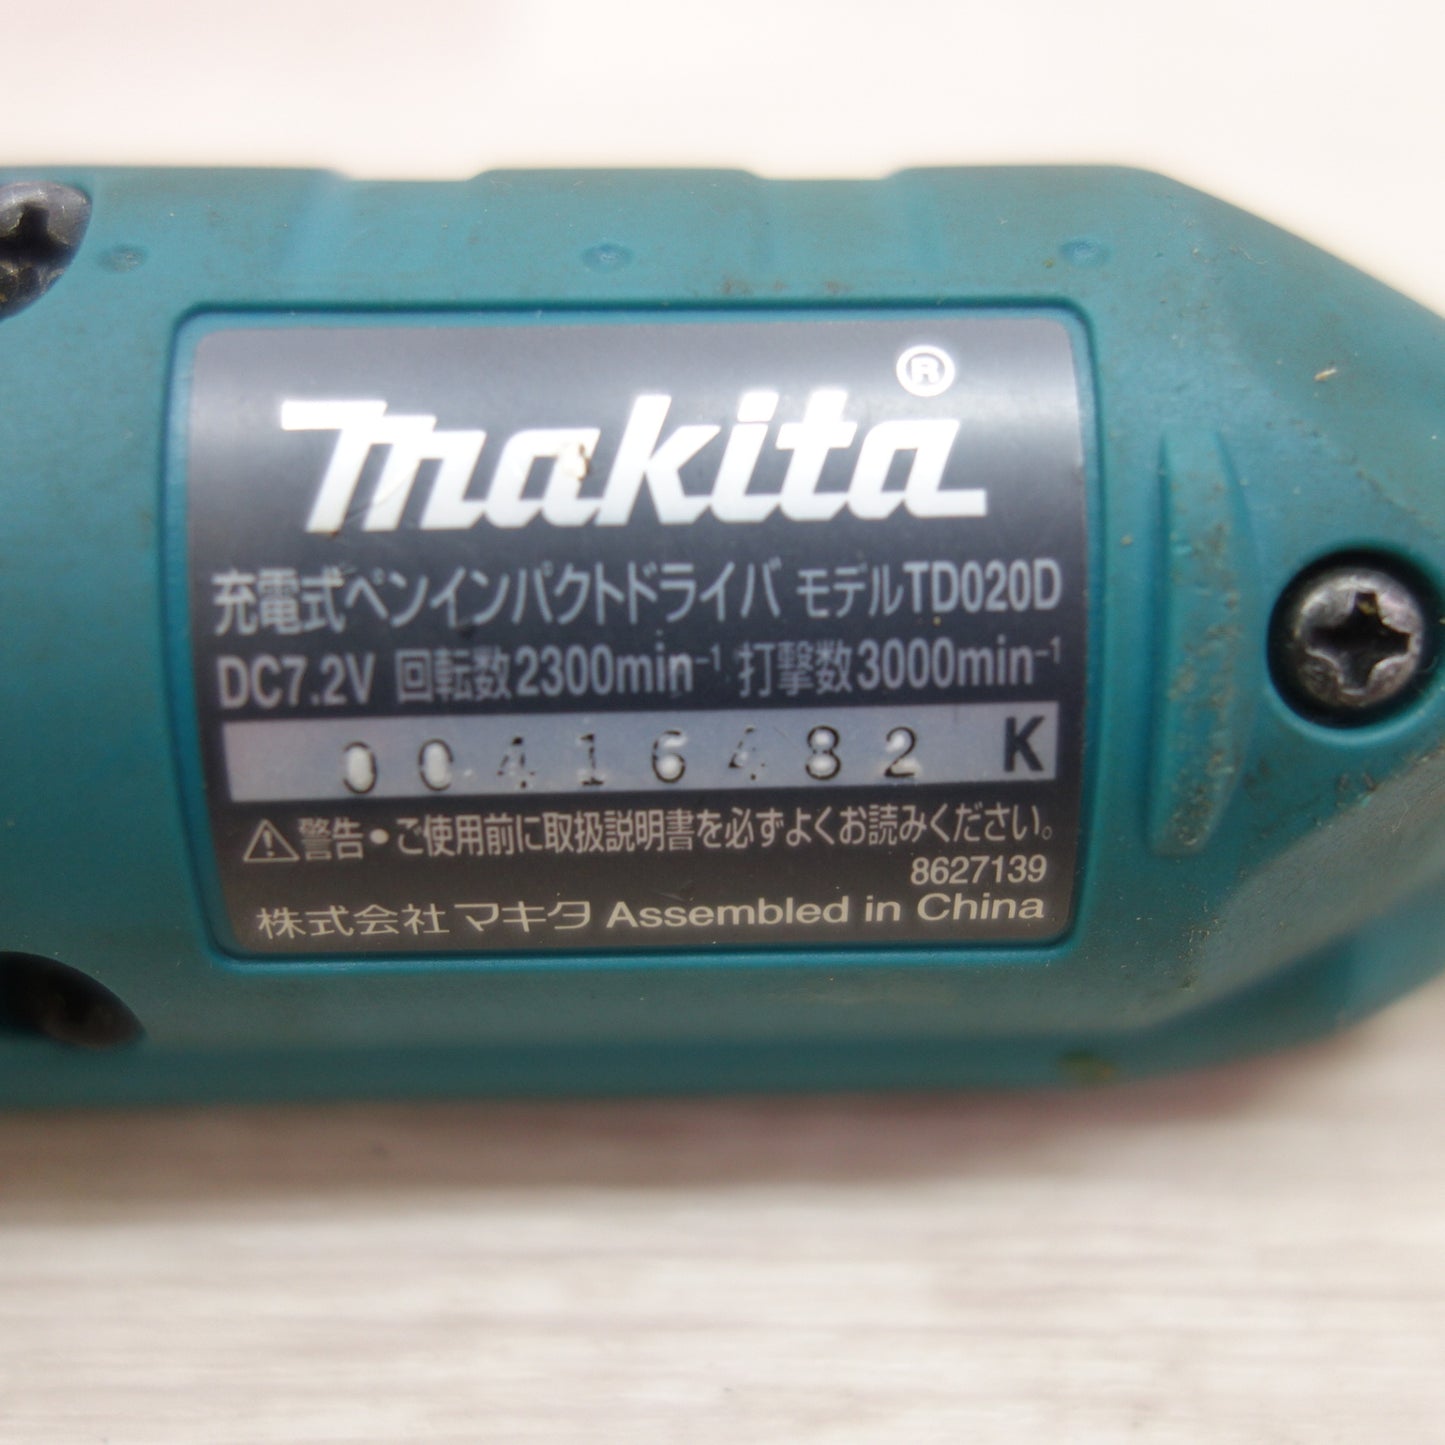 makita®
充電式ペンインパクトドライバ モデルTD020D
DC7.2V 回転数2300min⁻¹ 打撃数3000min⁻¹
00416482 K
⚠警告・ご使用前に取扱説明書を必ずよくお読みください。
8627139
株式会社 マキタ Assembled in China